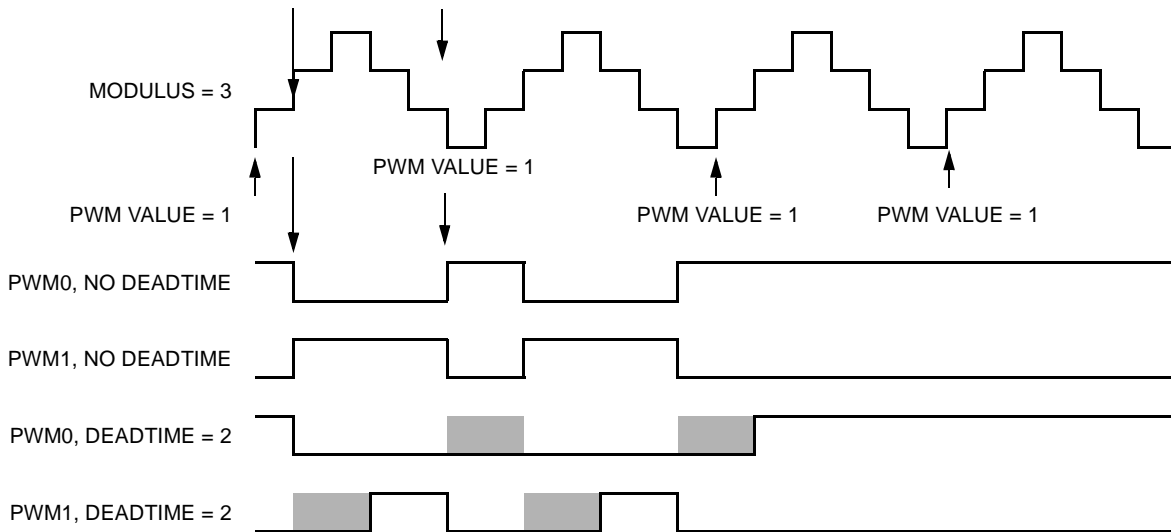 MODULUS = 3
PWM VALUE = 1
PWM VALUE = 1
PWM VALUE = 1
PWM VALUE = 1
PWM0, NO DEADTIME
PWM1, NO DEADTIME
PWM0, DEADTIME = 2
PWM1, DEADTIME = 2